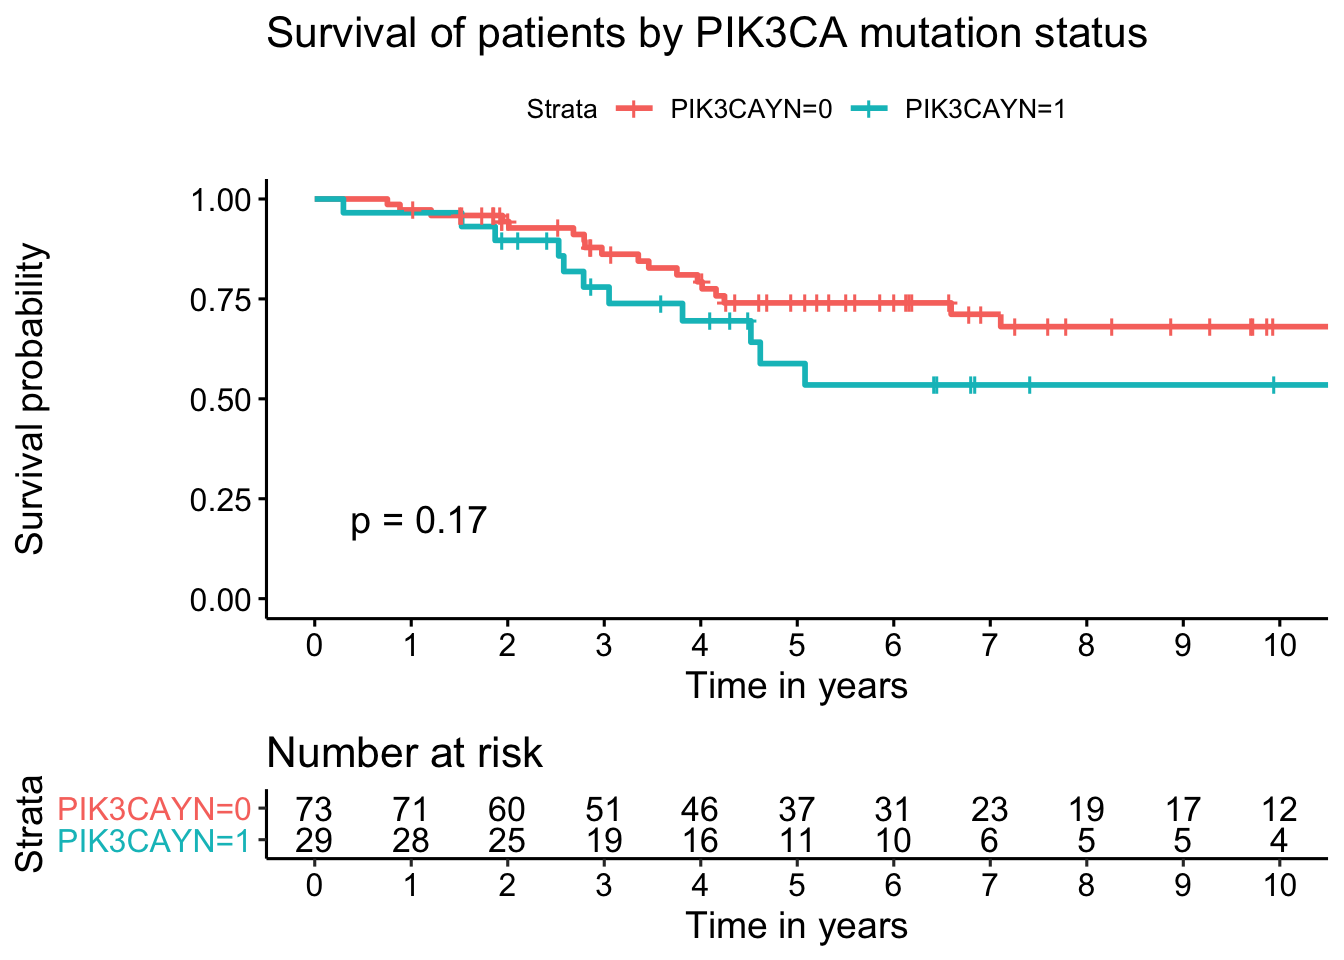 Survival of patients by PIK3CA mutation status
Strata PIK3CAYN=0 PIK3CAYN=1
Survival probability
1.00
0.75
0.50
0.25
0.00
p = 0.17
0 1 2 3 4 5 6 7 8 9 10
Time in years
Number at risk
Strata
PIK3CAYN=0 73 71 60 51 46 37 31 23 19 17 12
PIK3CAYN=1 29 28 25 19 16 11 10 6 5 5 4
0 1 2 3 4 5 6 7 8 9 10
Time in years